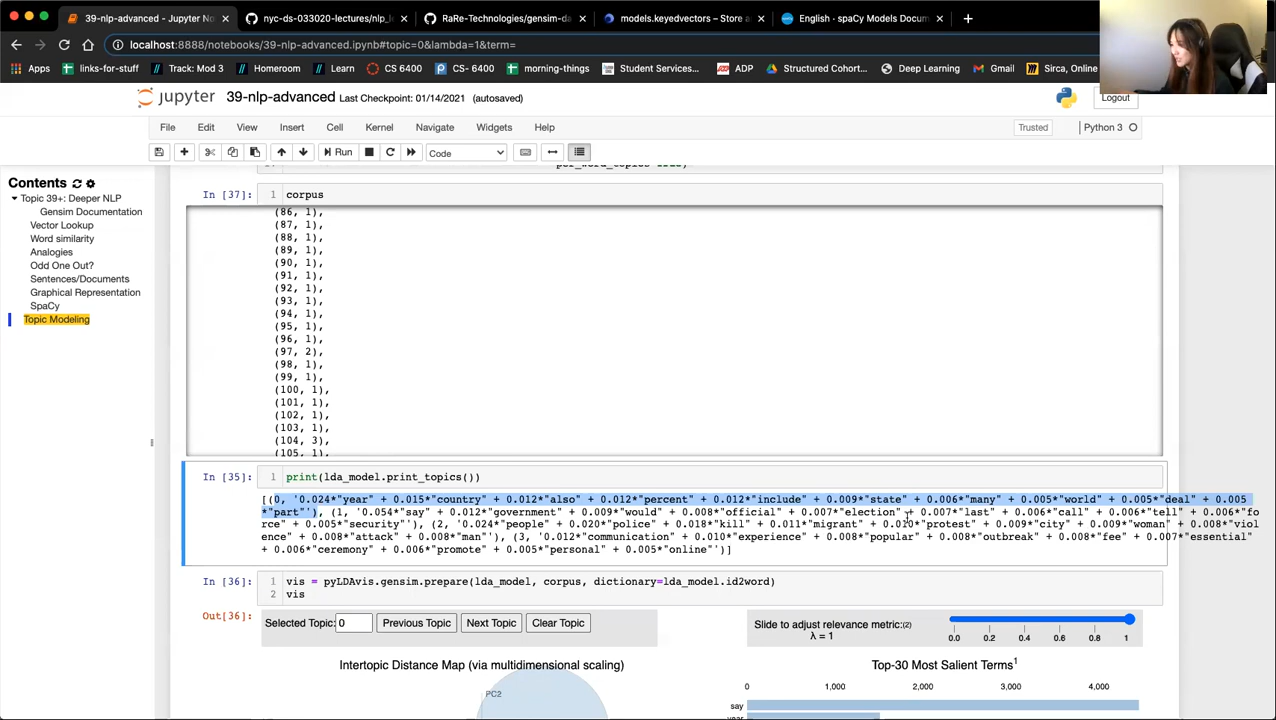 39-nlp-advanced - Jupyter No
nyc-ds-033020-lectures/nlp_l
RaRe-Technologies/gensim-da
models.keyedvectors – Store a
English · spaCy Models Docum
localhost:8888/notebooks/39-nlp-advanced.ipynb#topic=0&lambda=1&term=
Apps links-for-stuff Track: Mod 3 Homeroom Learn CS 6400 CS- 6400 morning-things Student Services... ADP Structured Cohort... Deep Learning Gmail Sirca, Online
jupyter 39-nlp-advanced Last Checkpoint: 01/14/2021 (autosaved) Logout
File Edit View Insert Cell Kernel Navigate Widgets Help Trusted Python 3
Run Code
Contents
Topic 39+: Deeper NLP
Gensim Documentation
Vector Lookup
Word similarity
Analogies
Odd One Out?
Sentences/Documents
Graphical Representation
SpaCy
Topic Modeling
In [37]: 1 corpus
(86, 1),
(87, 1),
(88, 1),
(89, 1),
(90, 1),
(91, 1),
(92, 1),
(93, 1),
(94, 1),
(95, 1),
(96, 1),
(97, 2),
(98, 1),
(99, 1),
(100, 1),
(101, 1),
(102, 1),
(103, 1),
(104, 3),
(105, 1),
In [35]: 1 print(lda_model.print_topics())
[(0, '0.024*"year" + 0.015*"country" + 0.012*"also" + 0.012*"percent" + 0.012*"include" + 0.009*"state" + 0.006*"many" + 0.005*"world" + 0.005*"deal" + 0.005
*"part"'), (1, '0.054*"say" + 0.012*"government" + 0.009*"would" + 0.008*"official" + 0.007*"election" + 0.007*"last" + 0.006*"call" + 0.006*"tell" + 0.006*"fo
rce" + 0.005*"security"'), (2, '0.024*"people" + 0.020*"police" + 0.018*"kill" + 0.011*"migrant" + 0.010*"protest" + 0.009*"city" + 0.009*"woman" + 0.008*"viol
ence" + 0.008*"attack" + 0.008*"man"'), (3, '0.012*"communication" + 0.010*"experience" + 0.008*"popular" + 0.008*"outbreak" + 0.008*"fee" + 0.007*"essential"
+ 0.006*"ceremony" + 0.006*"promote" + 0.005*"personal" + 0.005*"online"')]
In [36]: 1 vis = pyLDAvis.gensim.prepare(lda_model, corpus, dictionary=lda_model.id2word)
2 vis
Out[36]: Selected Topic: 0 Previous Topic Next Topic Clear Topic
Slide to adjust relevance metric:(2)
λ = 1
0.0 0.2 0.4 0.6 0.8 1
Intertopic Distance Map (via multidimensional scaling)
PC2
Top-30 Most Salient Terms1
0 1,000 2,000 3,000 4,000
say